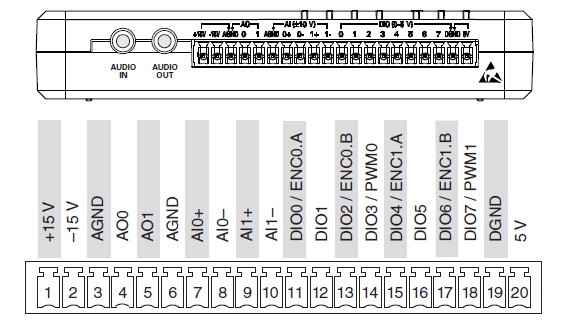 AO AI (±10 V) DIO (0-5 V)
+15V -15V AGND 0 1 AGND 0+ 0- 1+ 1- 0 1 2 3 4 5 6 7 DGND 5V
AUDIO IN
AUDIO OUT
+15 V
–15 V
AGND
AO0
AO1
AGND
AI0+
AI0–
AI1+
AI1–
DIO0 / ENC0.A
DIO1
DIO2 / ENC0.B
DIO3 / PWM0
DIO4 / ENC1.A
DIO5
DIO6 / ENC1.B
DIO7 / PWM1
DGND
5 V
1 2 3 4 5 6 7 8 9 10 11 12 13 14 15 16 17 18 19 20